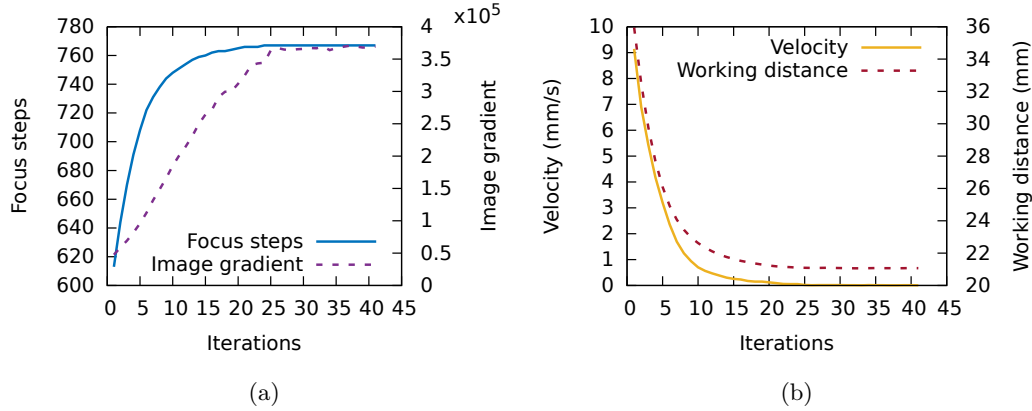 x10⁵
780
760
740
720
700
680
660
640
620
600
Focus steps
0 5 10 15 20 25 30 35 40 45
Iterations
4
3.5
3
2.5
2
1.5
1
0.5
0
Image gradient
Focus steps
Image gradient
(a)
10
9
8
7
6
5
4
3
2
1
0
Velocity (mm/s)
0 5 10 15 20 25 30 35 40 45
Iterations
36
34
32
30
28
26
24
22
20
Working distance (mm)
Velocity
Working distance
(b)